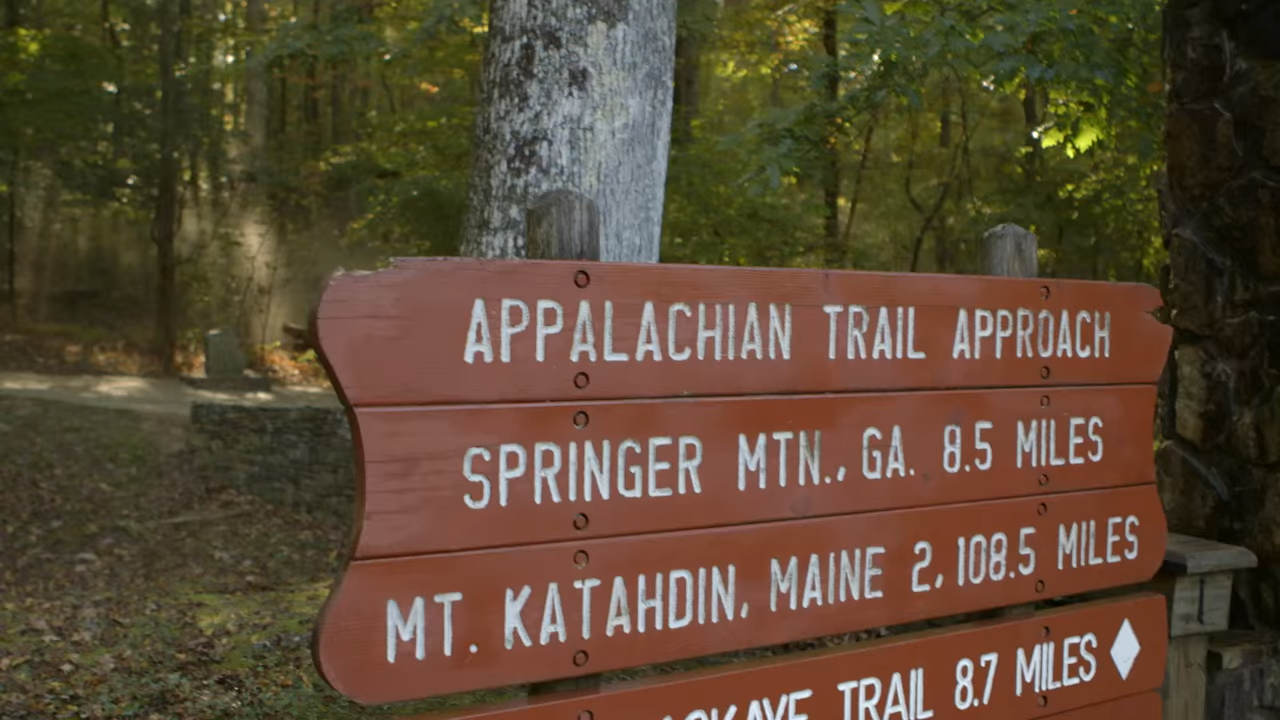 APPALACHIAN TRAIL APPROACH
SPRINGER MTN., GA. 8.5 MILES
MT. KATAHDIN, MAINE 2,108.5 MILES
TRAIL 8.7 MILES